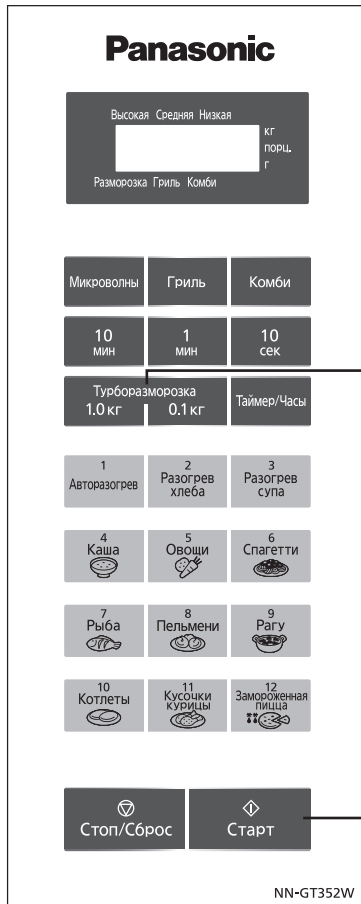 Panasonic
Высокая Средняя Низкая
кг
порц.
г
Разморозка Гриль Комби
Микроволны Гриль Комби
10 1 10
мин мин сек
Турборазморозка
1.0 кг 0.1 кг Таймер/Часы
1 2 3
Авторазогрев Разогрев хлеба Разогрев супа
4 5 6
Каша Овощи Спагетти
7 8 9
Рыба Пельмени Рагу
10 11 12
Котлеты Кусочки курицы Замороженная пицца
Стоп/Сброс Старт
NN-GT352W